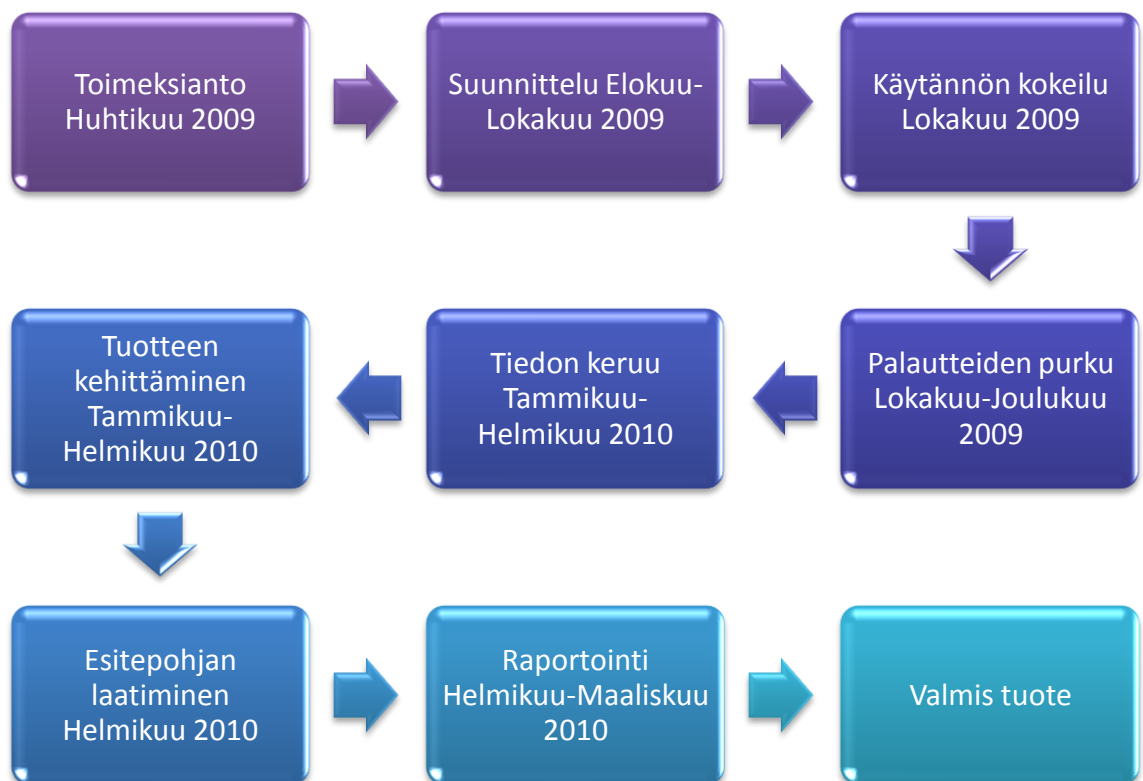 Toimeksianto
Huhtikuu 2009
Suunnittelu Elokuu-
Lokakuu 2009
Käytännön kokeilu
Lokakuu 2009
Palautteiden purku
Lokakuu-Joulukuu
2009
Tiedon keruu
Tammikuu-
Helmikuu 2010
Tuotteen
kehittäminen
Tammikuu-
Helmikuu 2010
Esitepohjan
laatiminen
Helmikuu 2010
Raportointi
Helmikuu-Maaliskuu
2010
Valmis tuote